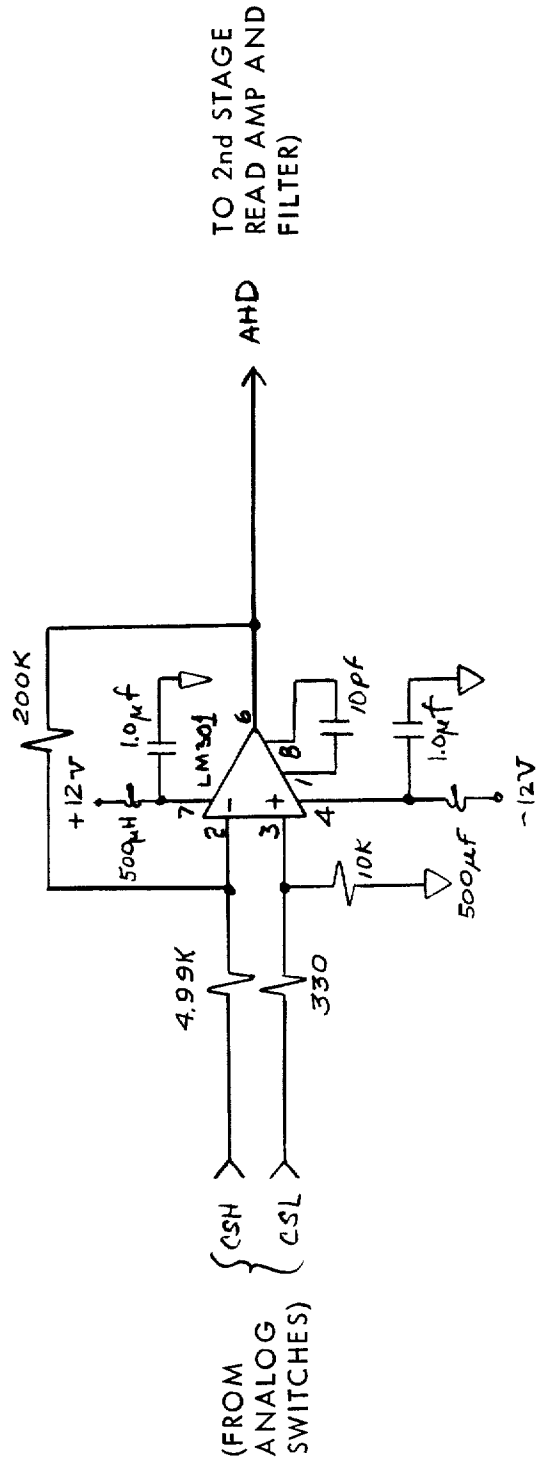 (FROM
ANALOG
SWITCHES)
CSH
CSL
4.99K
330
200K
+12V
500µH
1.0µf
LM301
7
2
-
3
+
4
6
8
1
10pf
10K
1.0µf
500µf
-12V
AHD
TO 2nd STAGE
READ AMP AND
FILTER)